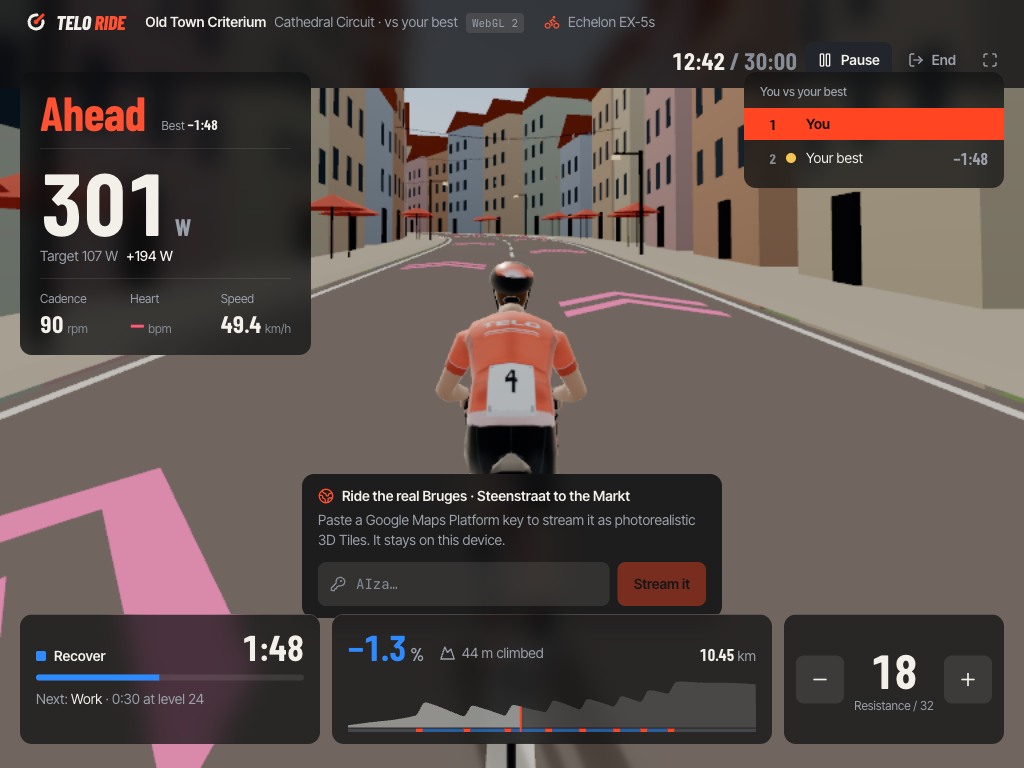 TELO RIDE Old Town Criterium Cathedral Circuit · vs your best WebGL 2 Echelon EX-5s
12:42 / 30:00 Pause End
Ahead Best −1:48
301 W
Target 107 W +194 W
Cadence Heart Speed
90 rpm — bpm 49.4 km/h
You vs your best
1 You
2 Your best −1:48
TELO
4
Ride the real Bruges · Steenstraat to the Markt
Paste a Google Maps Platform key to stream it as photorealistic
3D Tiles. It stays on this device.
AIza… Stream it
Recover 1:48
Next: Work · 0:30 at level 24
−1.3 % 44 m climbed 10.45 km
− 18 +
Resistance / 32